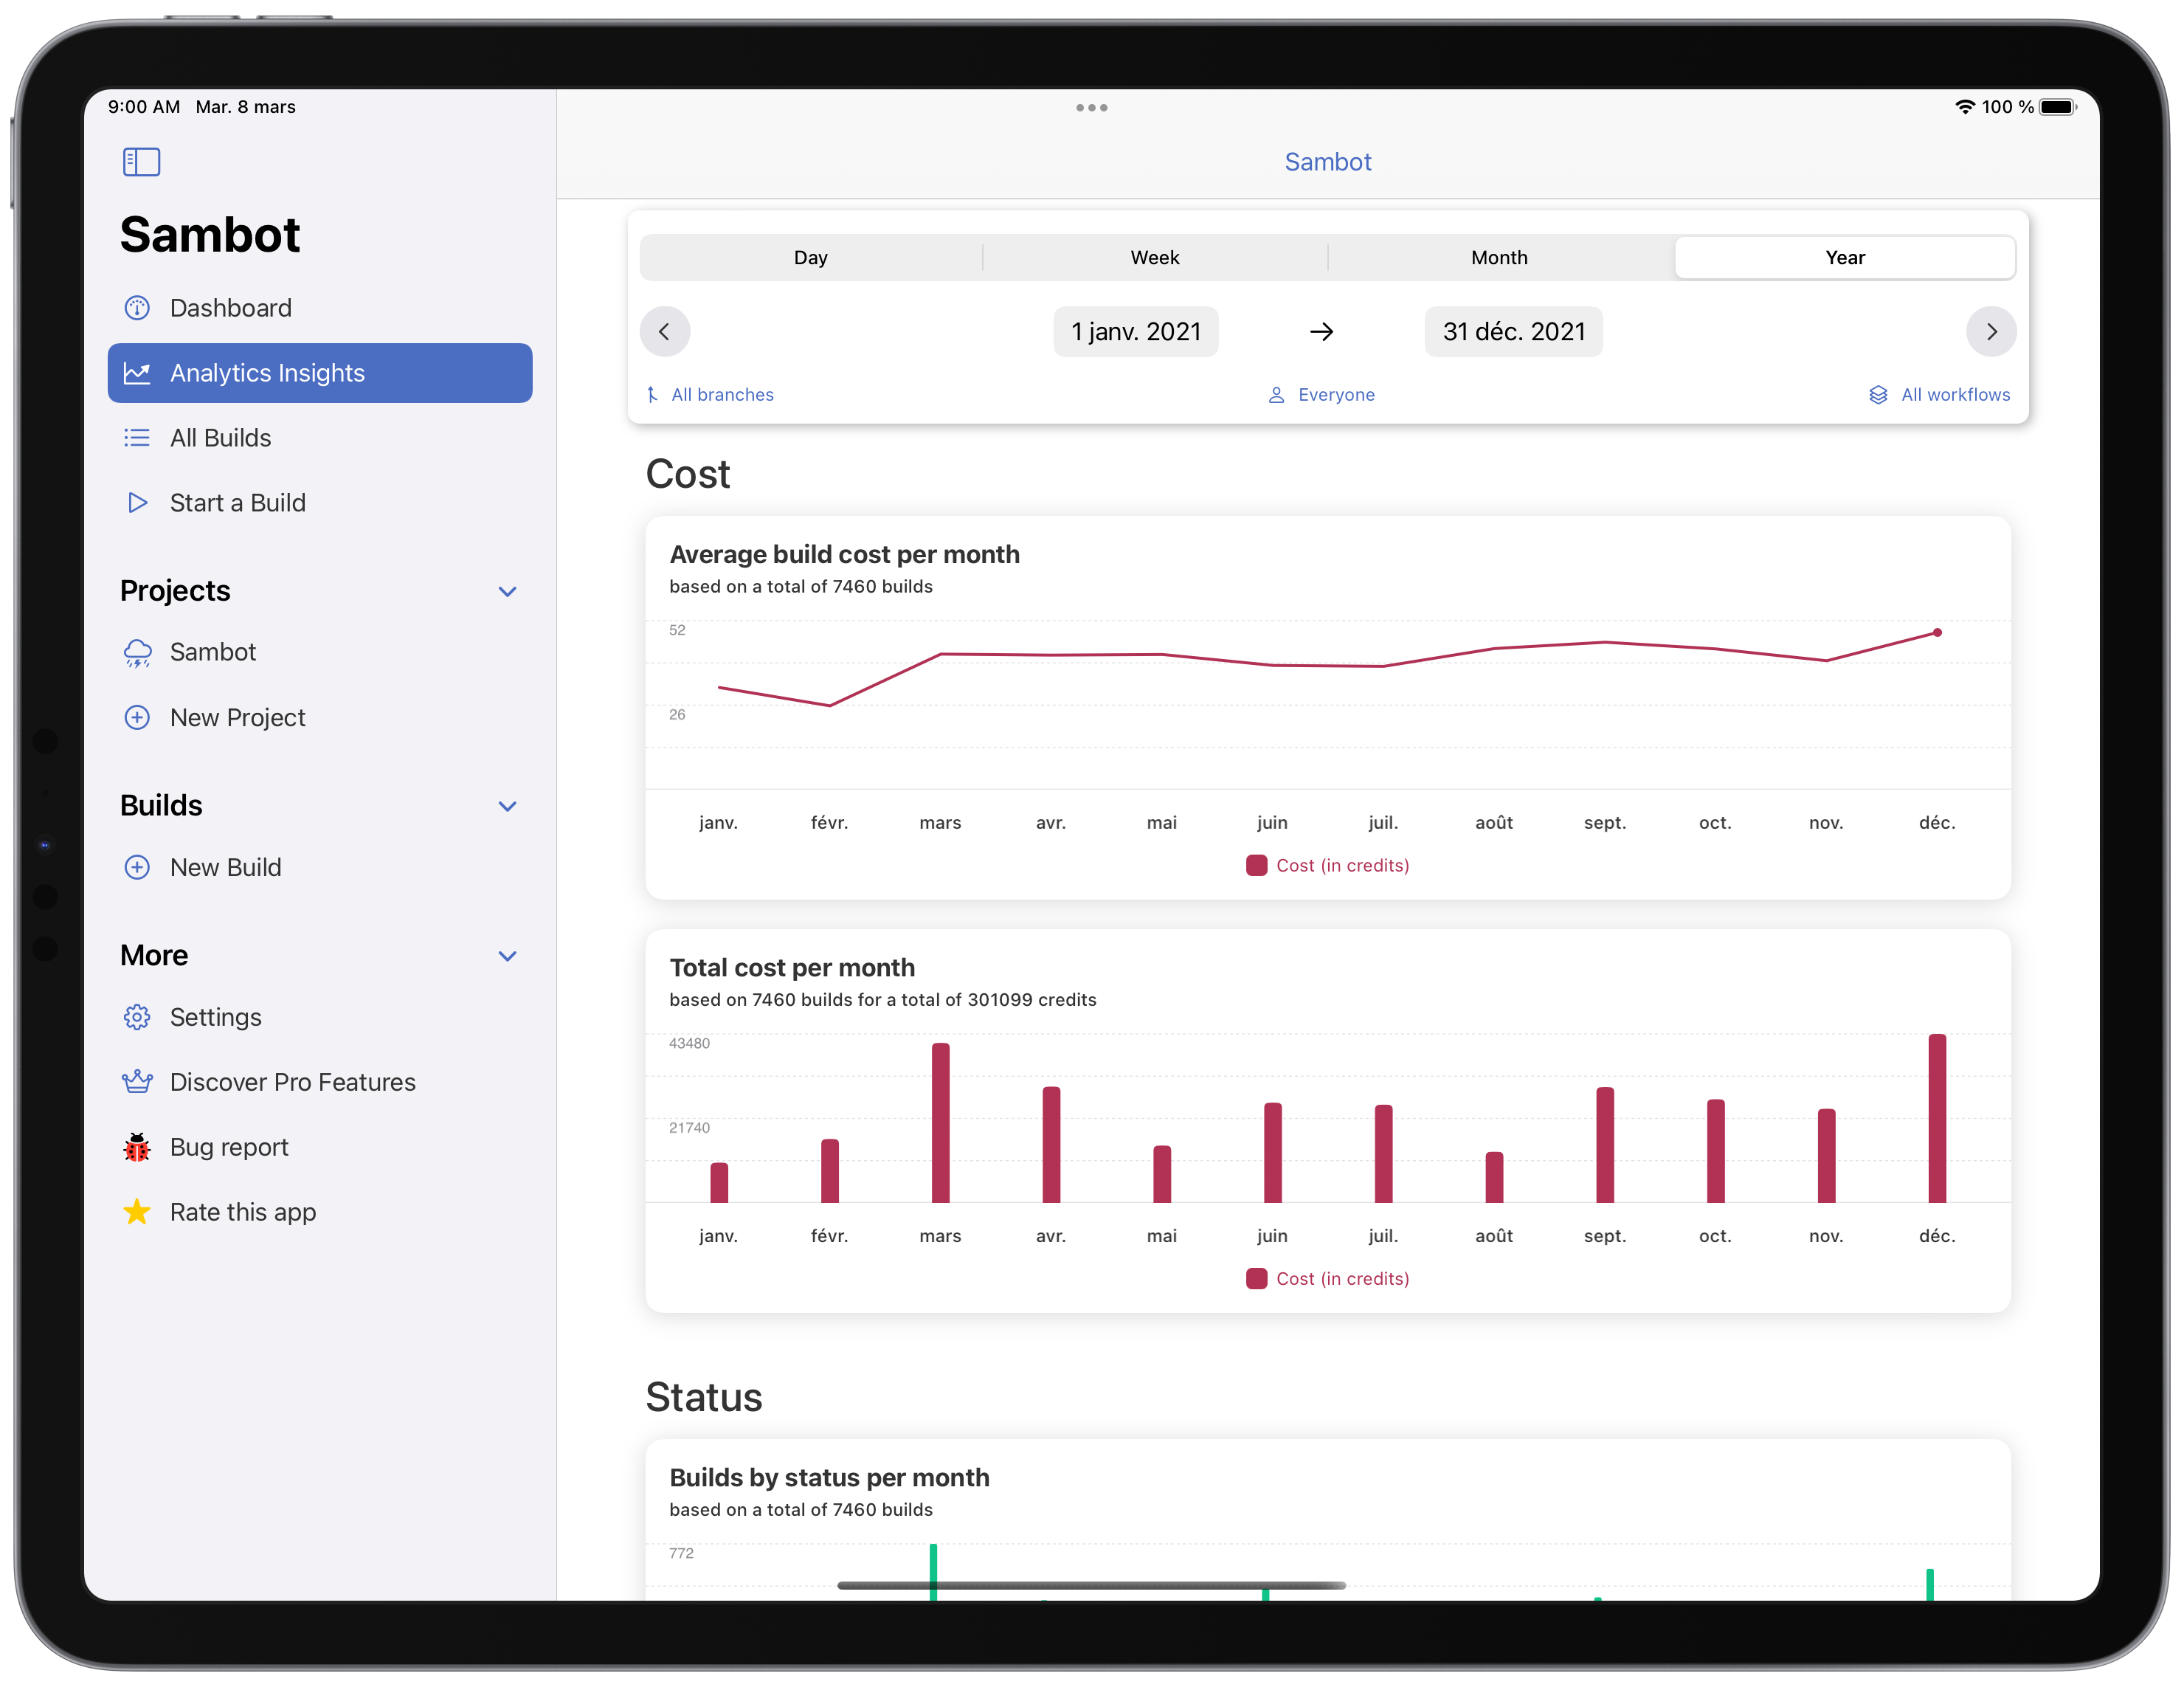 9:00 AM Mar. 8 mars
100 %
Sambot
Sambot
Dashboard
Analytics Insights
All Builds
Start a Build
Projects
Sambot
New Project
Builds
New Build
More
Settings
Discover Pro Features
Bug report
Rate this app
Day Week Month Year
1 janv. 2021 → 31 déc. 2021
All branches Everyone All workflows
Cost
Average build cost per month
based on a total of 7460 builds
52
26
janv. févr. mars avr. mai juin juil. août sept. oct. nov. déc.
Cost (in credits)
Total cost per month
based on 7460 builds for a total of 301099 credits
43480
21740
janv. févr. mars avr. mai juin juil. août sept. oct. nov. déc.
Cost (in credits)
Status
Builds by status per month
based on a total of 7460 builds
772